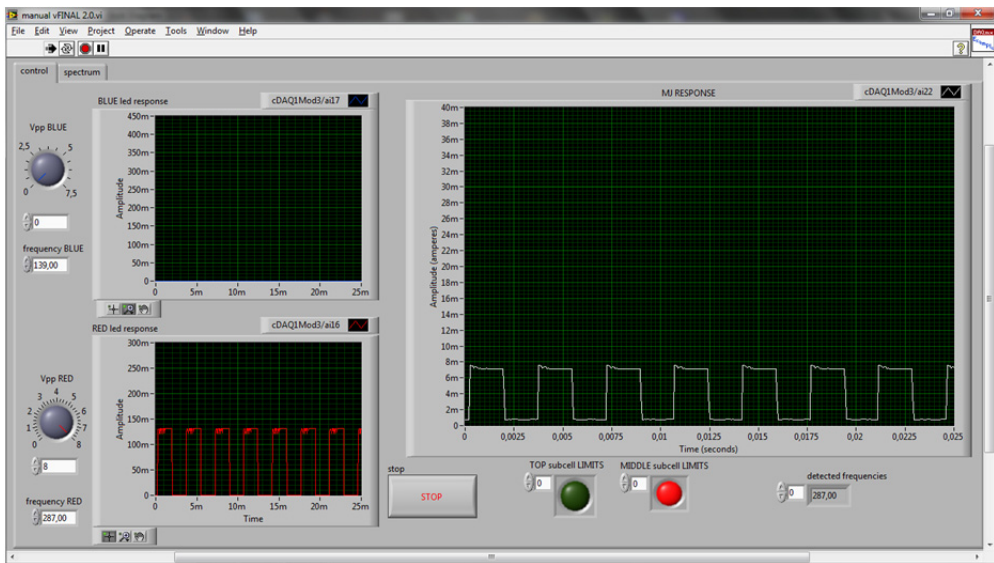 manual vFINAL 2.0.vi
File Edit View Project Operate Tools Window Help
control spectrum
BLUE led response cDAQ1Mod3/ai17
Vpp BLUE
2,5 5
0 7,5
0
frequency BLUE
139,00
Amplitude
450m
400m
350m
300m
250m
200m
150m
100m
50m
0
0 5m 10m 15m 20m 25m
RED led response cDAQ1Mod3/ai16
Vpp RED
0 1 2 3 4 5 6 7 8
8
frequency RED
287,00
Amplitude
300m
250m
200m
150m
100m
50m
0
0 5m 10m 15m 20m 25m
Time
MJ RESPONSE cDAQ1Mod3/ai22
Amplitude (amperes)
40m
38m
36m
34m
32m
30m
28m
26m
24m
22m
20m
18m
16m
14m
12m
10m
8m
6m
4m
2m
0 0,0025 0,005 0,0075 0,01 0,0125 0,015 0,0175 0,02 0,0225 0,025
Time (seconds)
stop
STOP
TOP subcell LIMITS
0
MIDDLE subcell LIMITS
0
detected frequencies
0 287,00